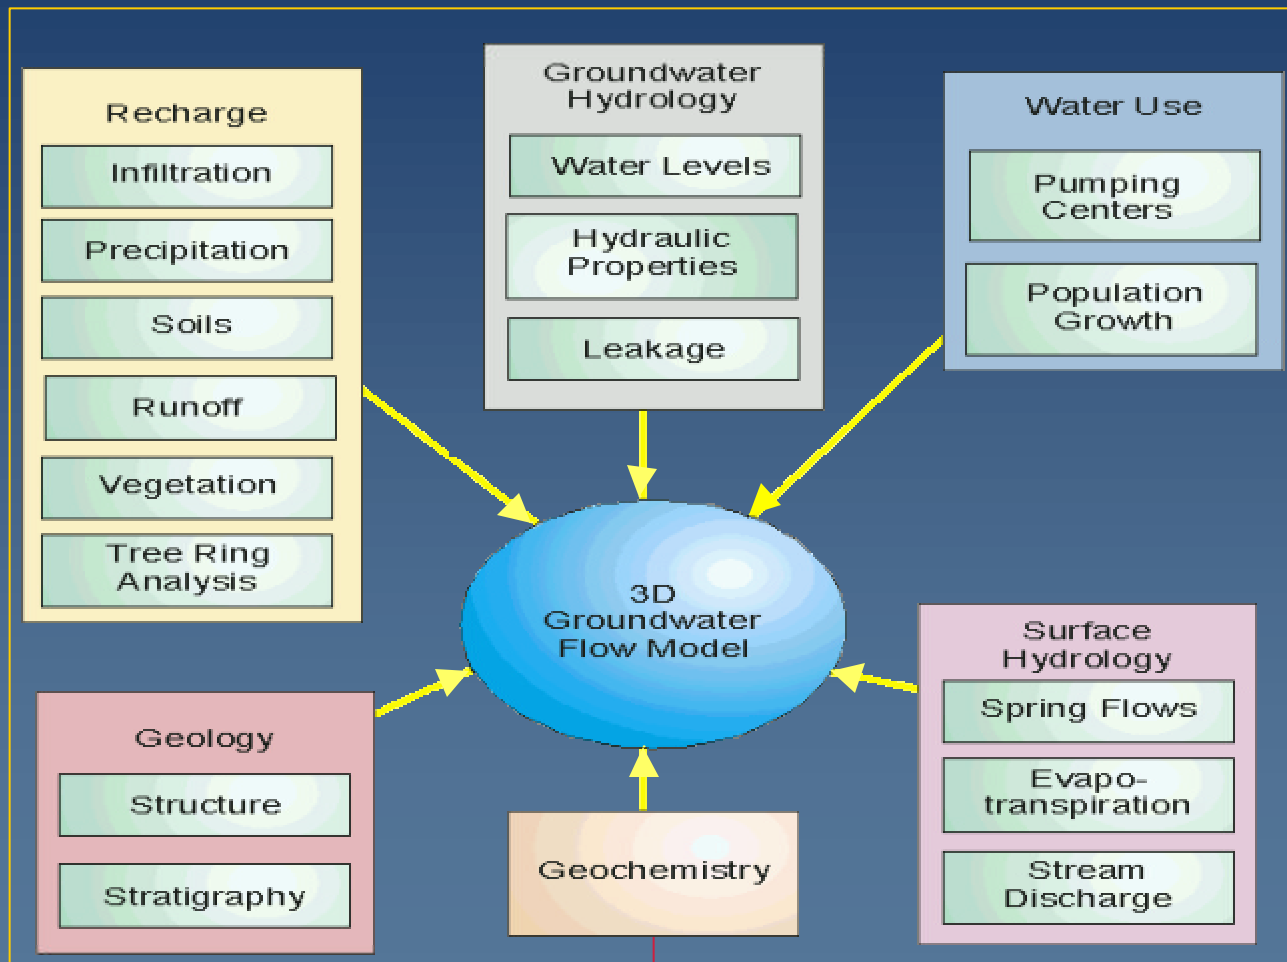 Recharge
Infiltration
Precipitation
Soils
Runoff
Vegetation
Tree Ring
Analysis
Groundwater
Hydrology
Water Levels
Hydraulic
Properties
Leakage
Water Use
Pumping
Centers
Population
Growth
3D
Groundwater
Flow Model
Geology
Structure
Stratigraphy
Geochemistry
Surface
Hydrology
Spring Flows
Evapo-
transpiration
Stream
Discharge